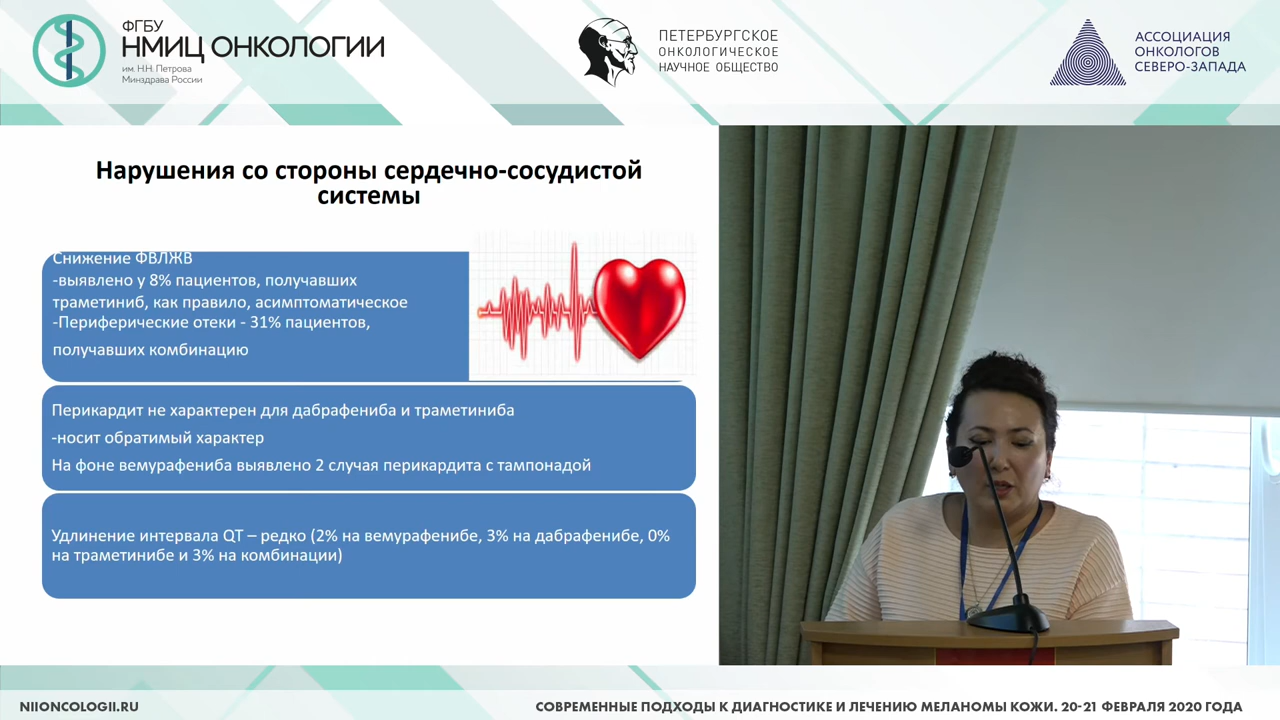 ФГБУ
НМИЦ ОНКОЛОГИИ
им. Н.Н. Петрова
Минздрава России
ПЕТЕРБУРГСКОЕ
ОНКОЛОГИЧЕСКОЕ
НАУЧНОЕ ОБЩЕСТВО
АССОЦИАЦИЯ
ОНКОЛОГОВ
СЕВЕРО-ЗАПАДА
Нарушения со стороны сердечно-сосудистой
системы
Снижение ФВЛЖВ
-выявлено у 8% пациентов, получавших
траметиниб, как правило, асимптоматическое
-Периферические отеки - 31% пациентов,
получавших комбинацию
Перикардит не характерен для дабрафениба и траметиниба
-носит обратимый характер
На фоне вемурафениба выявлено 2 случая перикардита с тампонадой
Удлинение интервала QT – редко (2% на вемурафенибе, 3% на дабрафенибе, 0%
на траметинибе и 3% на комбинации)
NIIONCOLOGII.RU
СОВРЕМЕННЫЕ ПОДХОДЫ К ДИАГНОСТИКЕ И ЛЕЧЕНИЮ МЕЛАНОМЫ КОЖИ. 20-21 ФЕВРАЛЯ 2020 ГОДА